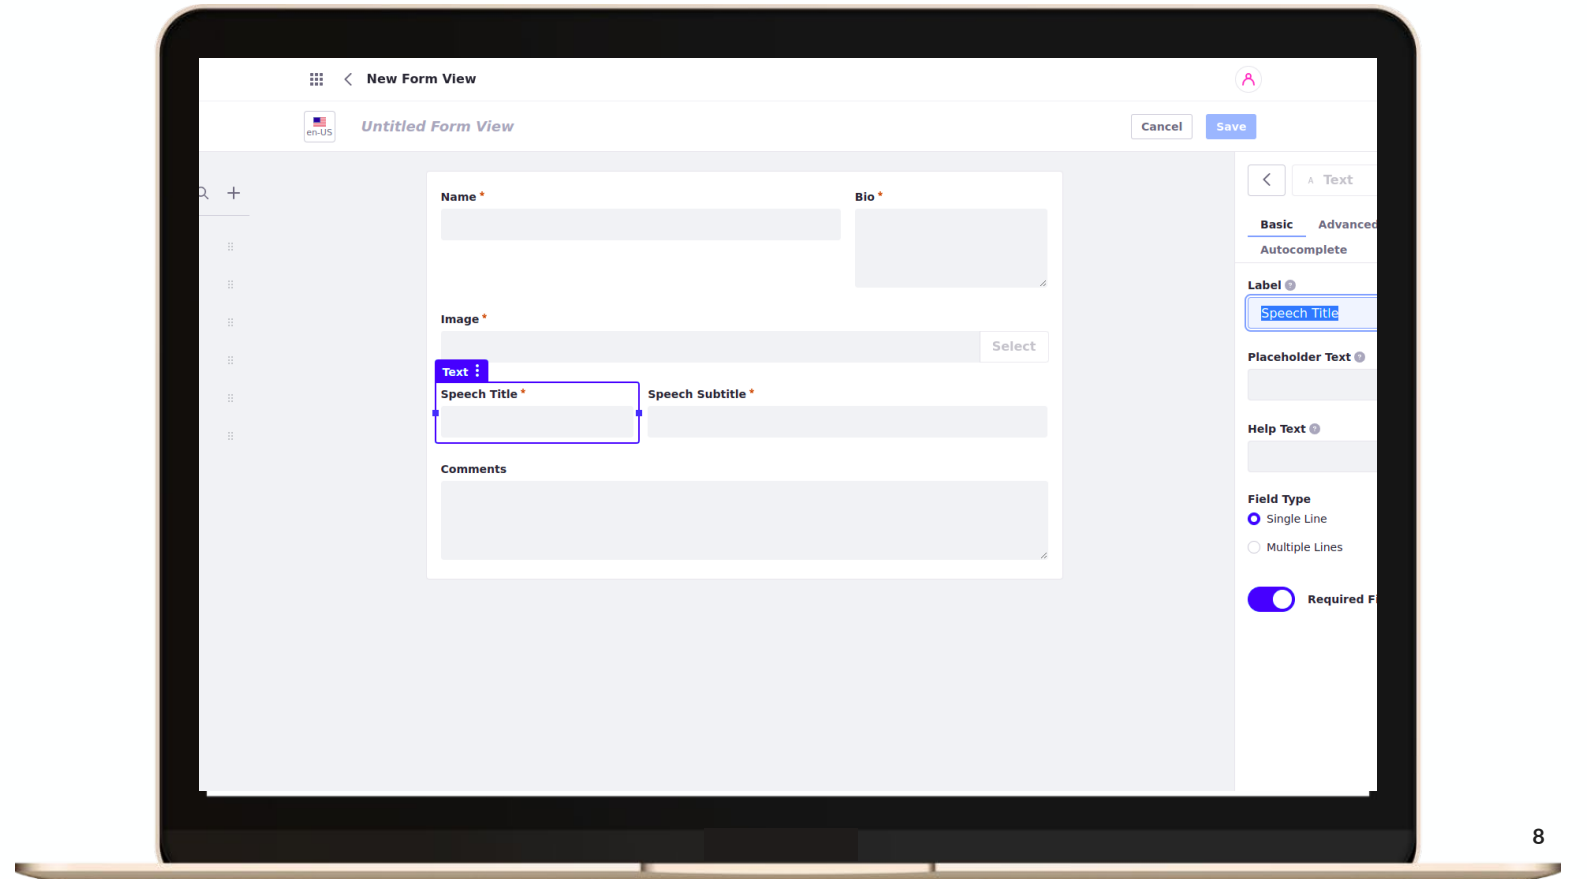 New Form View
en-US
Untitled Form View
Cancel
Save
Name *
Bio *
Image *
Select
Text
Speech Title *
Speech Subtitle *
Comments
A Text
Basic
Advanced
Autocomplete
Label ?
Speech Title
Placeholder Text ?
Help Text ?
Field Type
Single Line
Multiple Lines
Required Fi
8